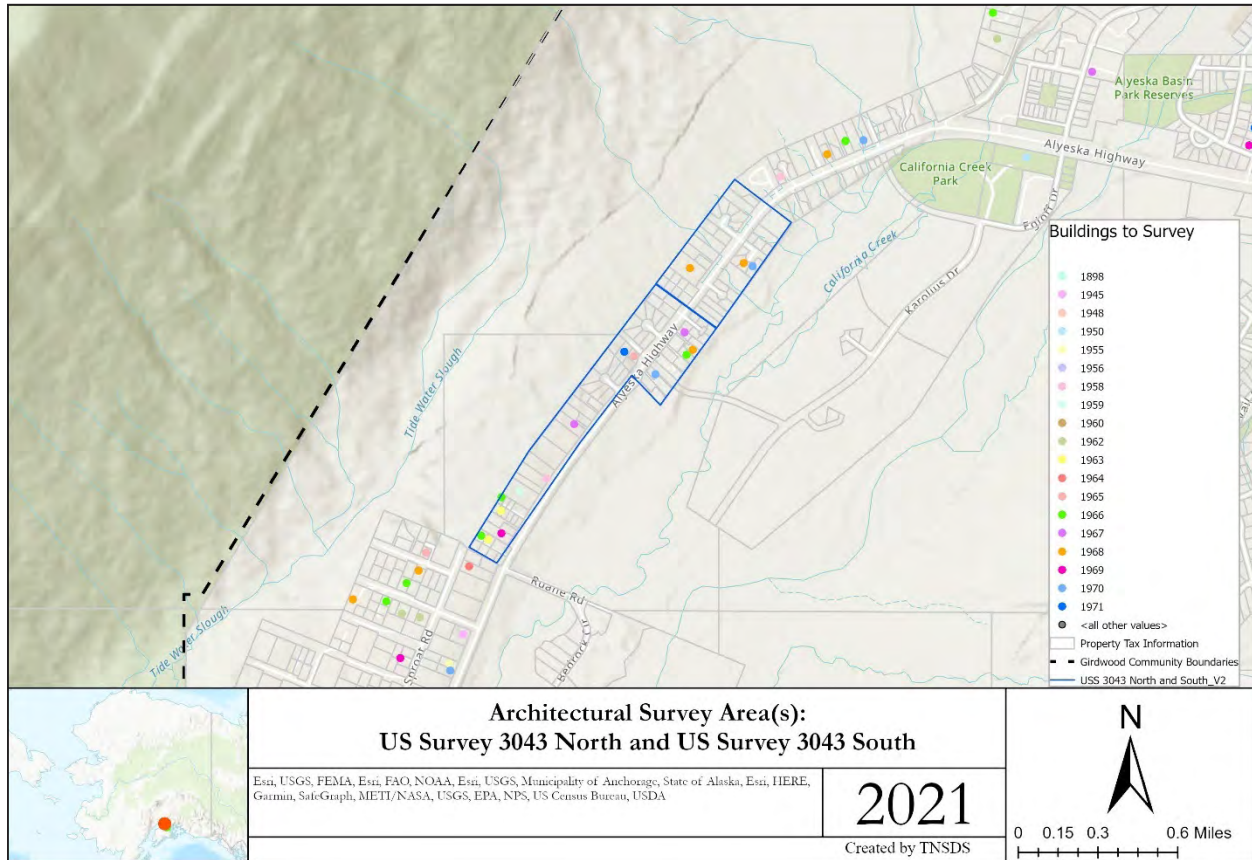 Alyeska Basin
Park Reserves
Alyeska Highway
California Creek
Park
Egloff Dr
California Creek
Karolius Dr
Tide Water Slough
Alyeska Highway
Ruane Rd
Tide Water Slough
Sproat Rd
Bedrock Cir
Buildings to Survey
1898
1945
1948
1950
1955
1956
1958
1959
1960
1962
1963
1964
1965
1966
1967
1968
1969
1970
1971
<all other values>
Property Tax Information
Girdwood Community Boundaries
USS 3043 North and South_V2
Architectural Survey Area(s):
US Survey 3043 North and US Survey 3043 South
Esri, USGS, FEMA, Esri, FAO, NOAA, Esri, USGS, Municipality of Anchorage, State of Alaska, Esri, HERE,
Garmin, SafeGraph, METI/NASA, USGS, EPA, NPS, US Census Bureau, USDA
2021
Created by TNSDS
N
0 0.15 0.3 0.6 Miles